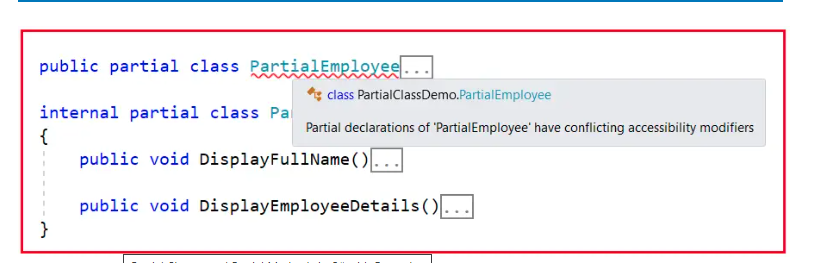 public partial class PartialEmployee...
class PartialClassDemo.PartialEmployee
Partial declarations of 'PartialEmployee' have conflicting accessibility modifiers
internal partial class Pa
{
public void DisplayFullName()...
public void DisplayEmployeeDetails()...
}